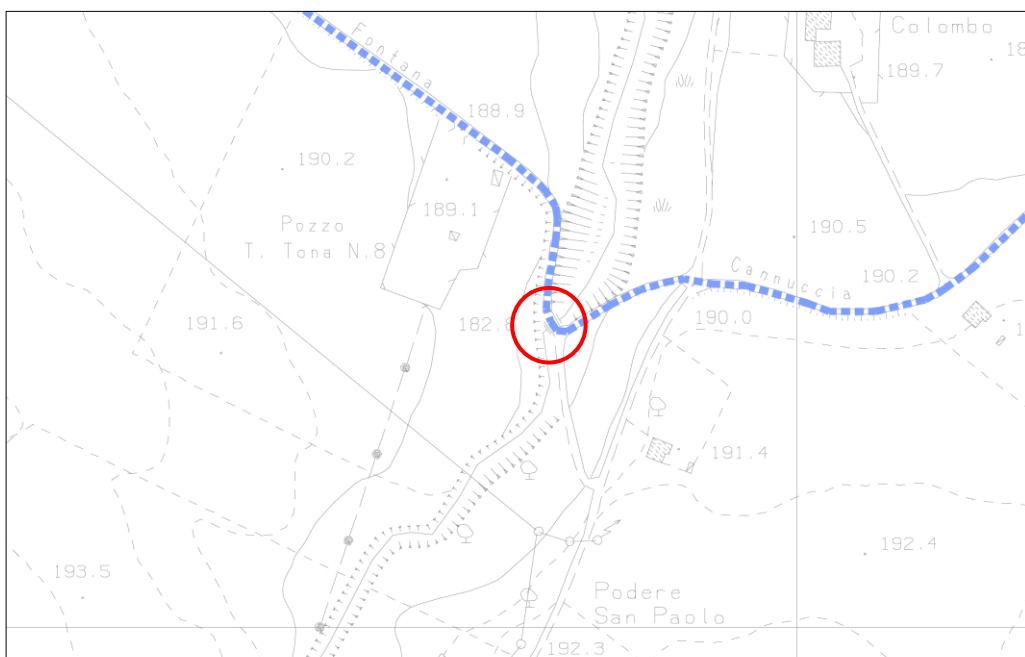 Colombo
Fontana
189.7
188.9
190.2
189.1
Pozzo
T. Tona N.8
190.5
Cannuccia
190.2
182.8
191.6
190.0
191.4
192.4
193.5
Podere
San Paolo
192.3